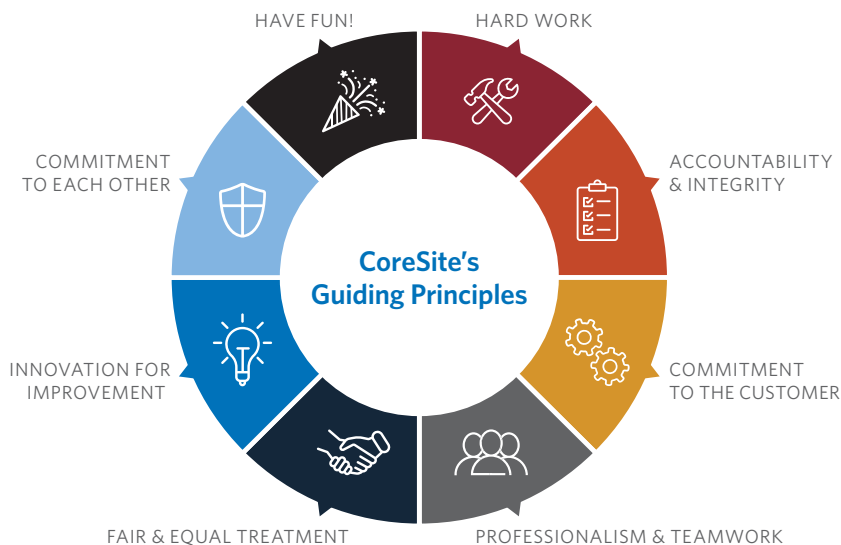 HAVE FUN!
HARD WORK
COMMITMENT
TO EACH OTHER
ACCOUNTABILITY
& INTEGRITY
CoreSite's
Guiding Principles
INNOVATION FOR
IMPROVEMENT
COMMITMENT
TO THE CUSTOMER
FAIR & EQUAL TREATMENT
PROFESSIONALISM & TEAMWORK